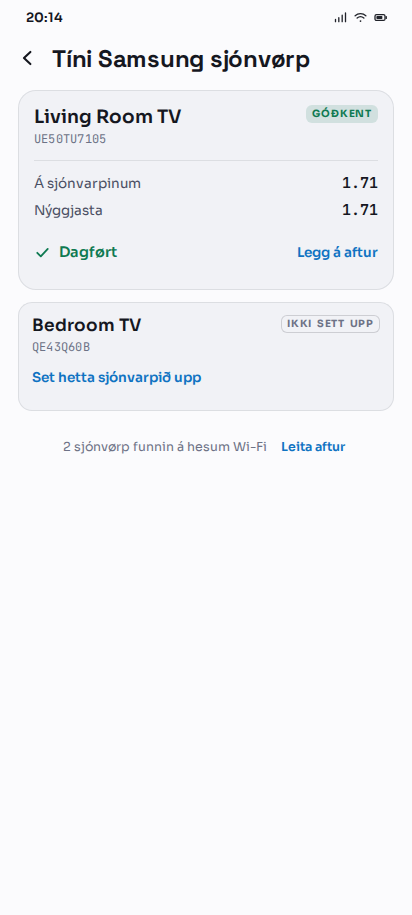 20:14
Tíni Samsung sjónvørp
Living Room TV
GÓÐKENT
UE50TU7105
Á sjónvarpinum 1.71
Nýggjasta 1.71
Dagført
Legg á aftur
Bedroom TV
IKKI SETT UPP
QE43Q60B
Set hetta sjónvarpið upp
2 sjónvørp funnin á hesum Wi-Fi Leita aftur